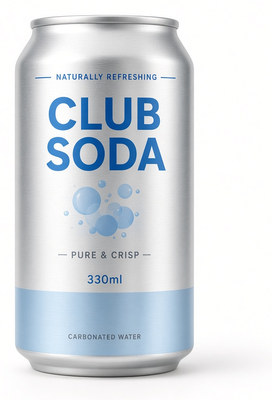 NATURALLY REFRESHING
CLUB
SODA
PURE & CRISP
330ml
CARBONATED WATER